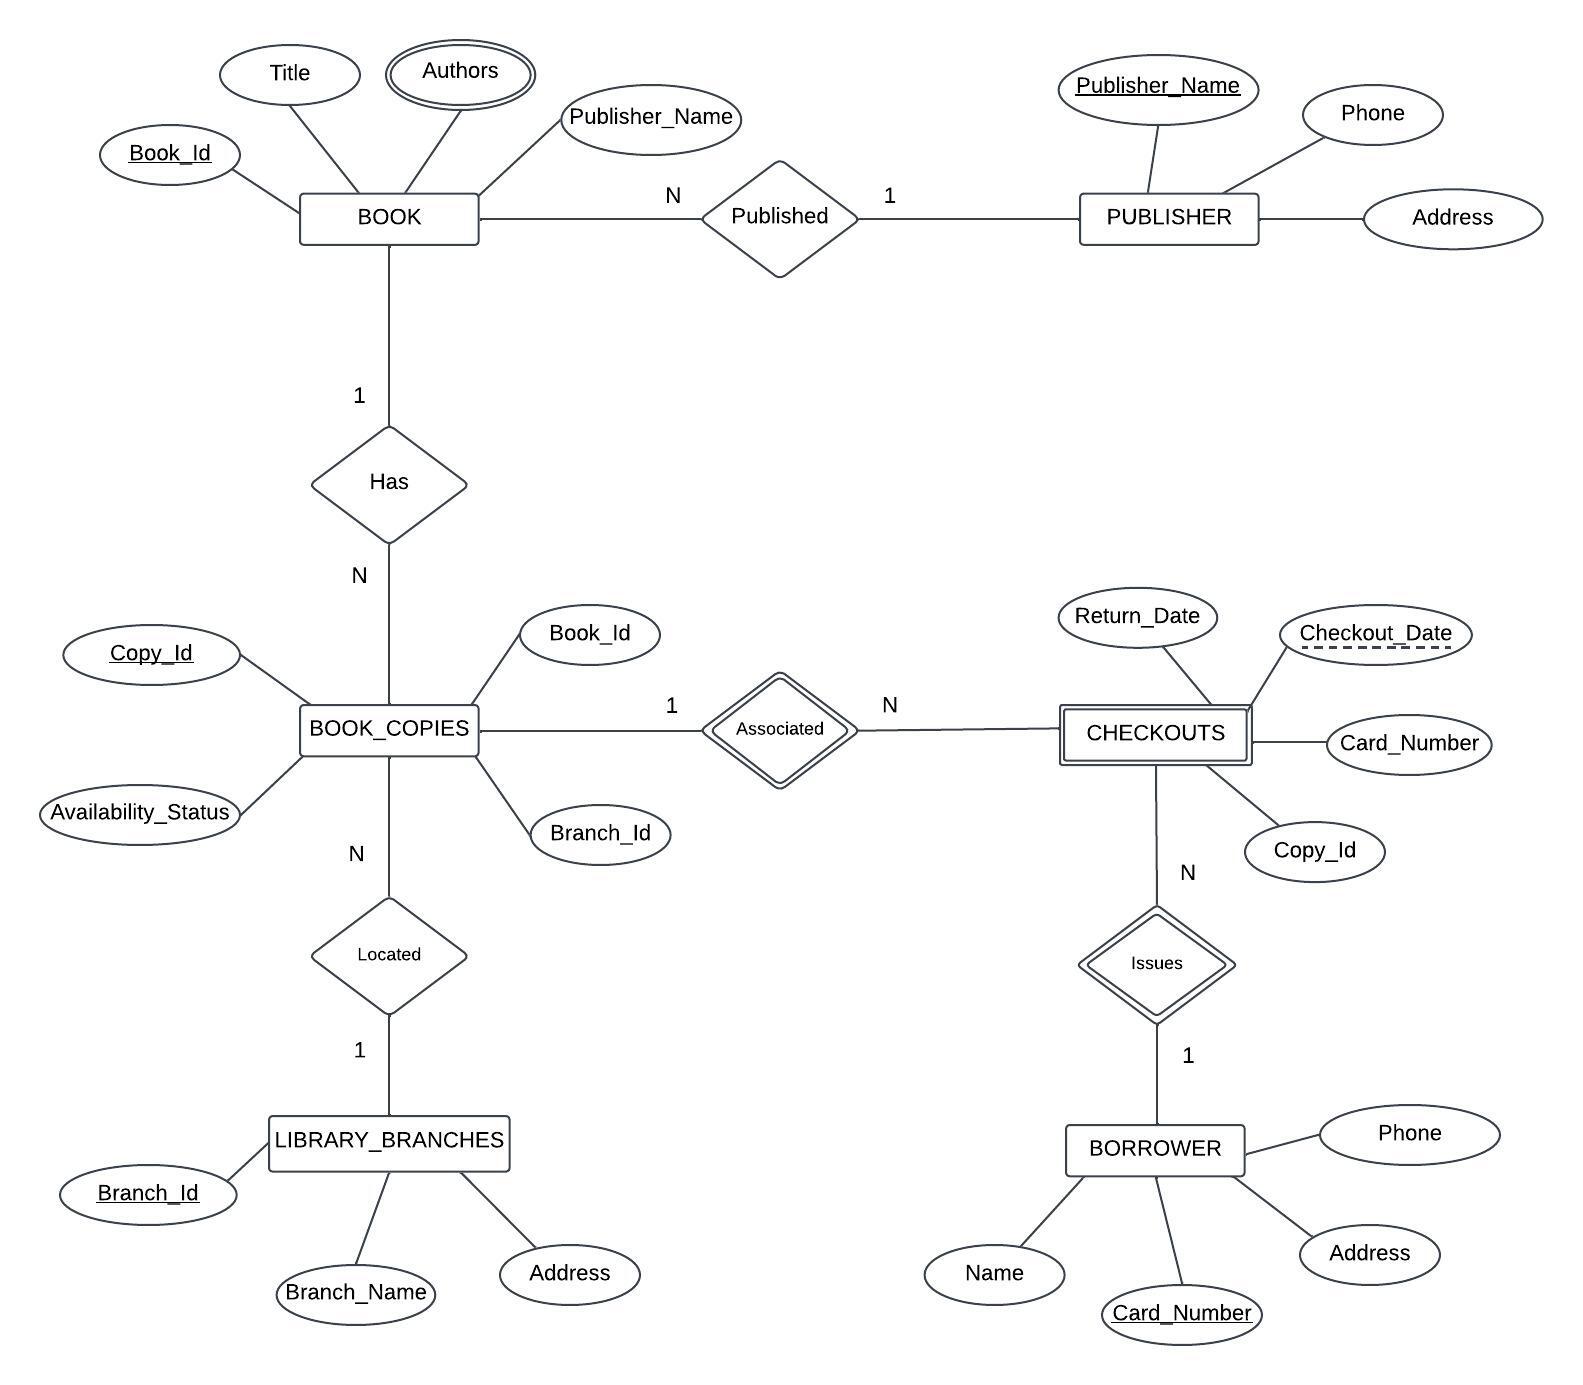 Title
Authors
Publisher_Name
Publisher_Name
Phone
Book_Id
BOOK
N
Published
1
PUBLISHER
Address
1
Has
N
Copy_Id
Book_Id
Return_Date
Checkout_Date
BOOK_COPIES
1
Associated
N
CHECKOUTS
Card_Number
Availability_Status
Branch_Id
Copy_Id
N
N
Located
Issues
1
1
LIBRARY_BRANCHES
BORROWER
Phone
Branch_Id
Branch_Name
Address
Name
Card_Number
Address